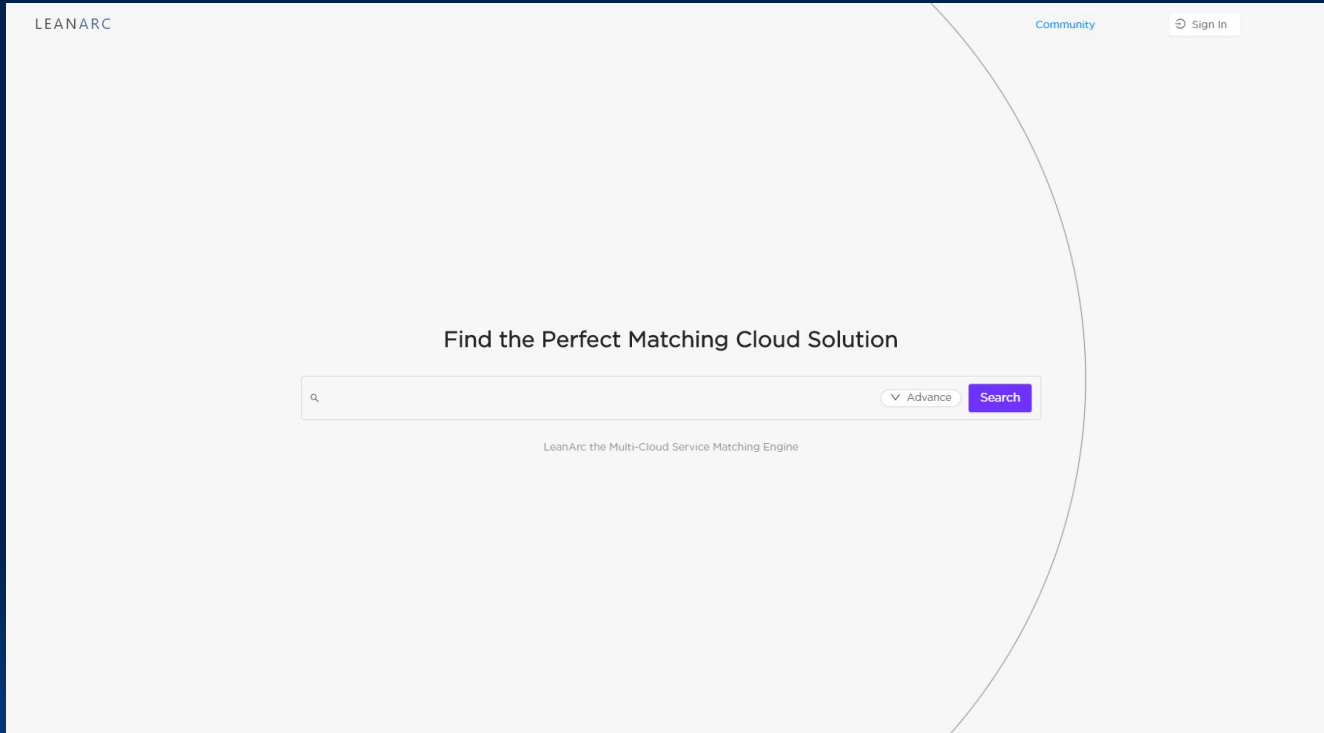 LEANARC
Community
Sign In
Find the Perfect Matching Cloud Solution
Advance
Search
LeanArc the Multi-Cloud Service Matching Engine